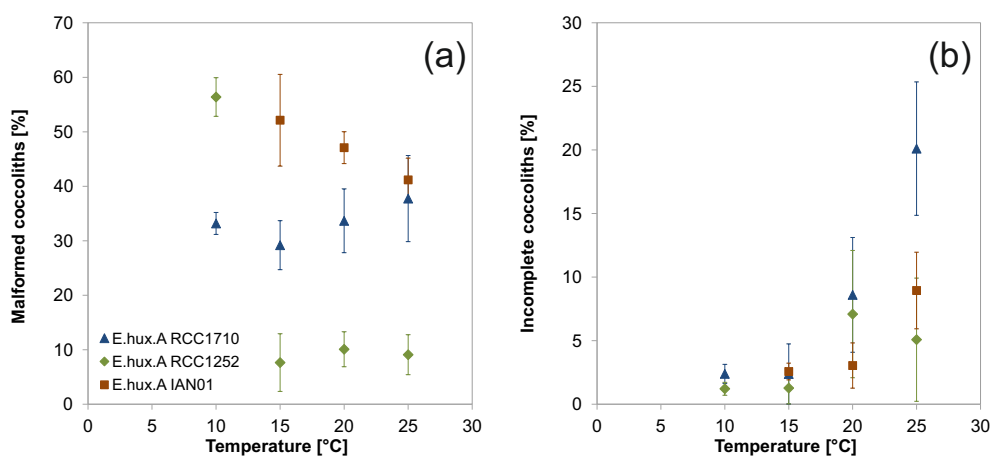 (a)
Malformed coccoliths [%]
70
60
50
40
30
20
10
0
E.hux.A RCC1710
E.hux.A RCC1252
E.hux.A IAN01
0 5 10 15 20 25 30
Temperature [°C]
(b)
Incomplete coccoliths [%]
30
25
20
15
10
5
0
0 5 10 15 20 25 30
Temperature [°C]